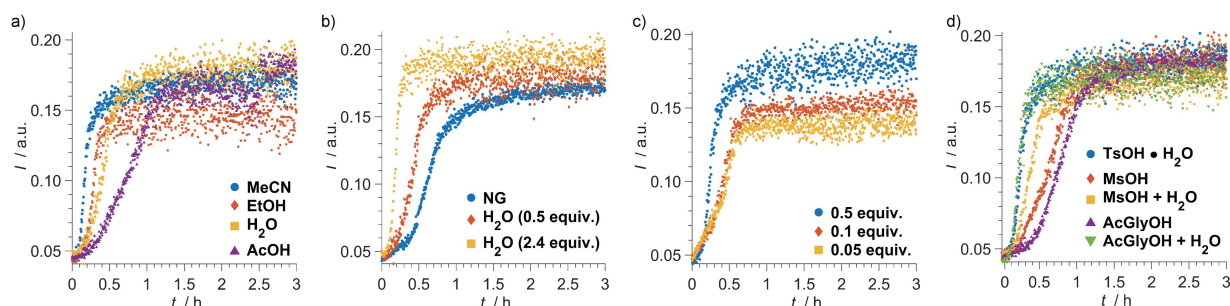 a)
0.20
0.15
0.10
0.05
I / a.u.
0 0.5 1 1.5 2 2.5 3
t / h
MeCN
EtOH
H2O
AcOH
b)
0.20
0.15
0.10
0.05
I / a.u.
0 0.5 1 1.5 2 2.5 3
t / h
NG
H2O (0.5 equiv.)
H2O (2.4 equiv.)
c)
0.20
0.15
0.10
0.05
I / a.u.
0 0.5 1 1.5 2 2.5 3
t / h
0.5 equiv.
0.1 equiv.
0.05 equiv.
d)
0.20
0.15
0.10
0.05
I / a.u.
0 0.5 1 1.5 2 2.5 3
t / h
TsOH • H2O
MsOH
MsOH + H2O
AcGlyOH
AcGlyOH + H2O